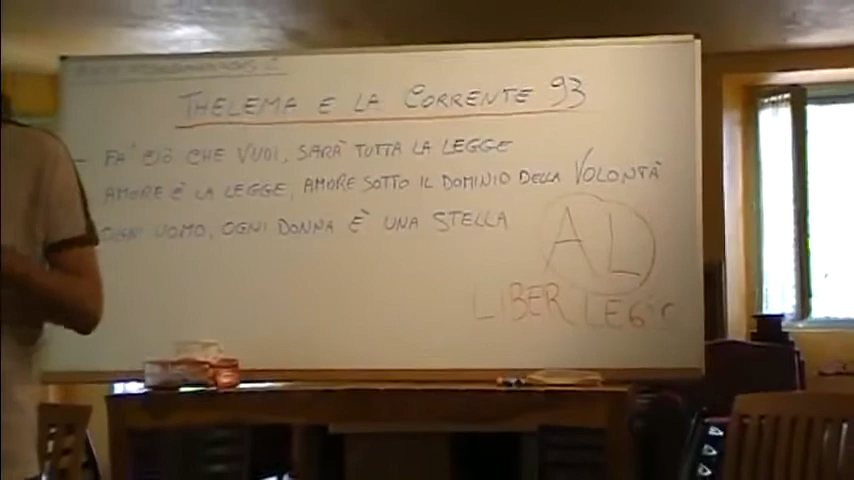 THELEMA E LA CORRENTE 93
- FA' CIÒ CHE VUOI, SARÀ TUTTA LA LEGGE
AMORE È LA LEGGE, AMORE SOTTO IL DOMINIO DELLA VOLONTÀ
OGNI UOMO, OGNI DONNA È UNA STELLA
AL
LIBER LEGIS